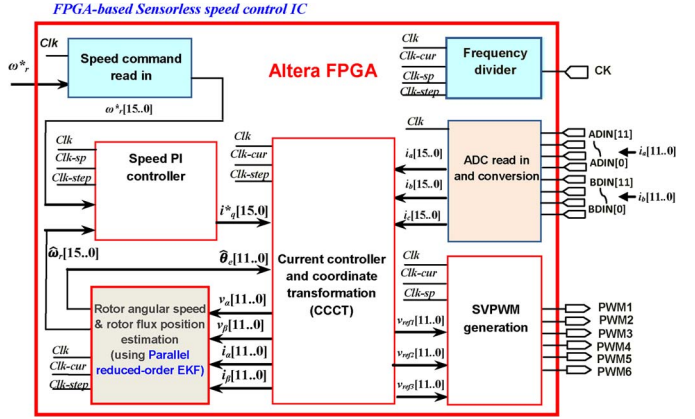 FPGA-based Sensorless speed control IC
Altera FPGA
Clk
ω*r
Speed command
read in
ω*r[15..0]
Clk
Clk-sp
Clk-step
Speed PI
controller
i*q[15.0]
ω̂r[15..0]
θ̂e[11..0]
Rotor angular speed
& rotor flux position
estimation
(using Parallel
reduced-order EKF)
Clk
Clk-cur
Clk-step
vα[11..0]
vβ[11..0]
iα[11..0]
iβ[11..0]
Clk
Clk-cur
Clk-step
Current controller
and coordinate
transformation
(CCCT)
Clk
Clk-cur
Clk-sp
Clk-step
Frequency
divider
CK
Clk
ia[15..0]
ib[15..0]
ic[15..0]
ADC read in
and conversion
ADIN[11]
ADIN[0]
ia[11..0]
BDIN[11]
BDIN[0]
ib[11..0]
Clk
Clk-cur
Clk-sp
vref1[11..0]
vref2[11..0]
vref3[11..0]
SVPWM
generation
PWM1
PWM2
PWM3
PWM4
PWM5
PWM6